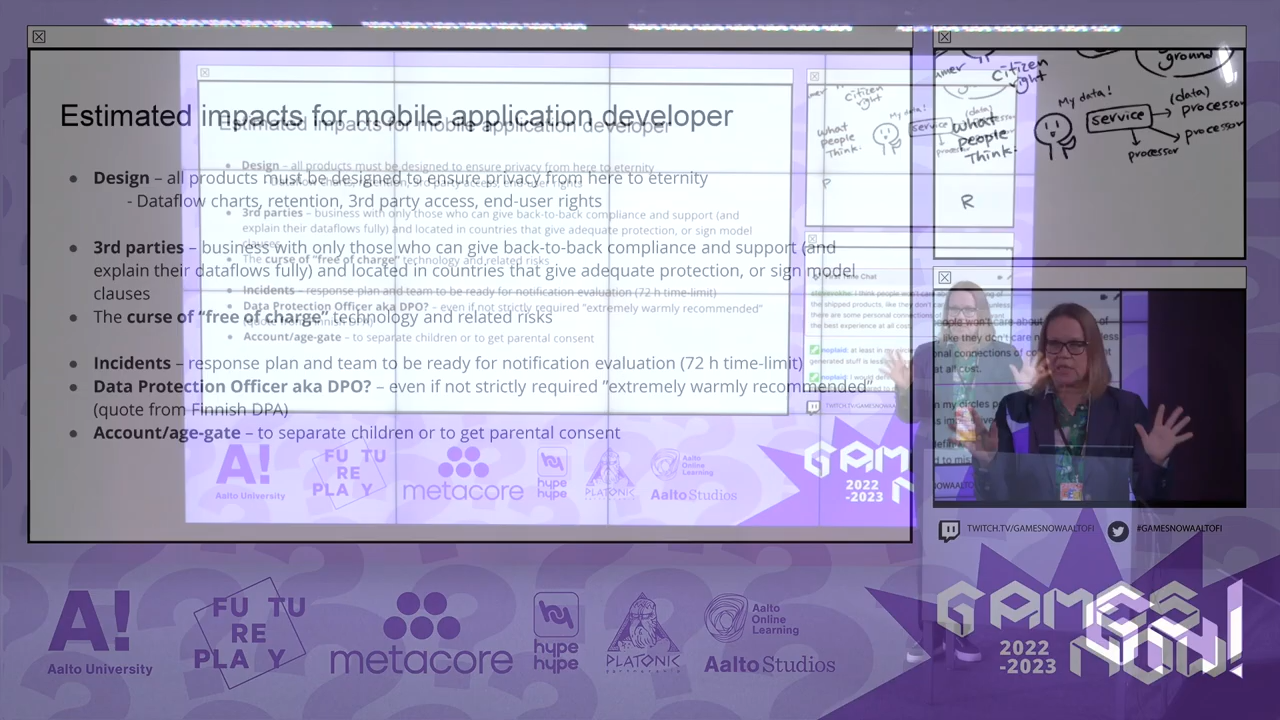 Estimated impacts for mobile application developer
Design – all products must be designed to ensure privacy from here to eternity
- Dataflow charts, retention, 3rd party access, end-user rights
3rd parties – business with only those who can give back-to-back compliance and support (and
explain their dataflows fully) and located in countries that give adequate protection, or sign model
clauses
The curse of “free of charge” technology and related risks
Incidents – response plan and team to be ready for notification evaluation (72 h time-limit)
Data Protection Officer aka DPO? – even if not strictly required ”extremely warmly recommended”
(quote from Finnish DPA)
Account/age-gate – to separate children or to get parental consent
citizen
right
ground
My data!
service
(data)
processor
processor
processor
what
people
Think:
R
TWITCH.TV/GAMESNOWAALTOFI
#GAMESNOWAALTOFI
A!
Aalto University
FU TU
RE
PLA Y
metacore
hype
hype
PLATONIC
Aalto
Online
Learning
Aalto Studios
GAMES
NOW!
2022
-2023